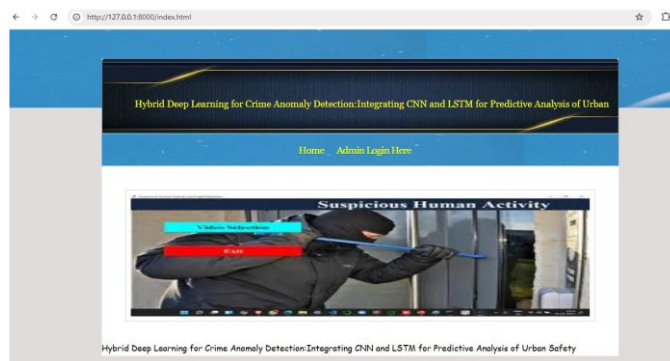 http://127.0.0.1:8000/index.html
Hybrid Deep Learning for Crime Anomaly Detection:Integrating CNN and LSTM for Predictive Analysis of Urban
Home Admin Login Here
Suspicious Human Activity
Video Selection
Exit
Hybrid Deep Learning for Crime Anomaly Detection:Integrating CNN and LSTM for Predictive Analysis of Urban Safety